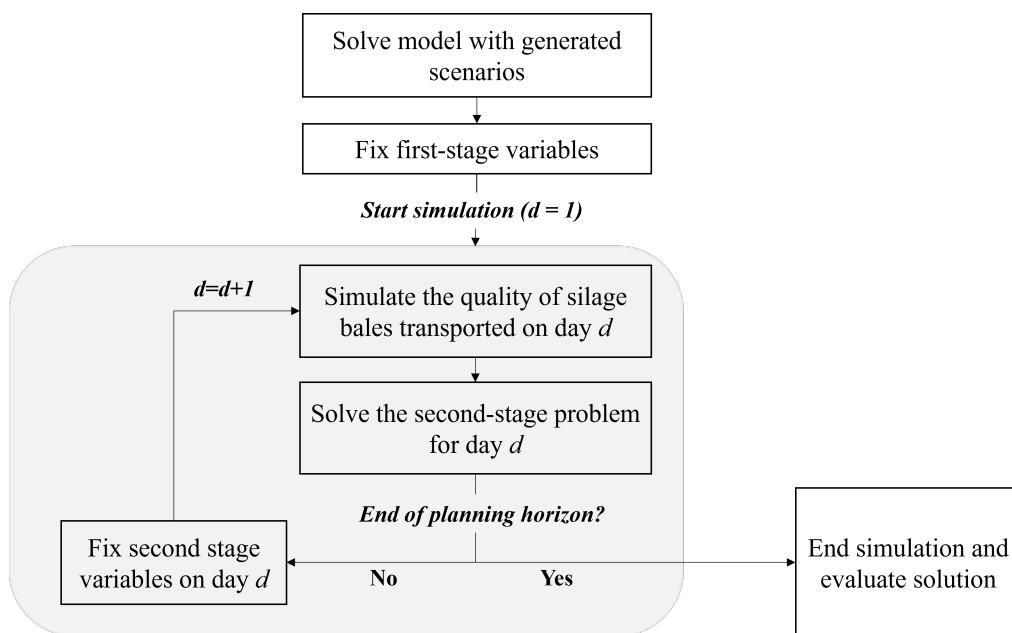 Solve model with generated
scenarios
Fix first-stage variables
Start simulation (d = 1)
d=d+1
Simulate the quality of silage
bales transported on day d
Solve the second-stage problem
for day d
End of planning horizon?
Fix second stage
variables on day d
No
Yes
End simulation and
evaluate solution